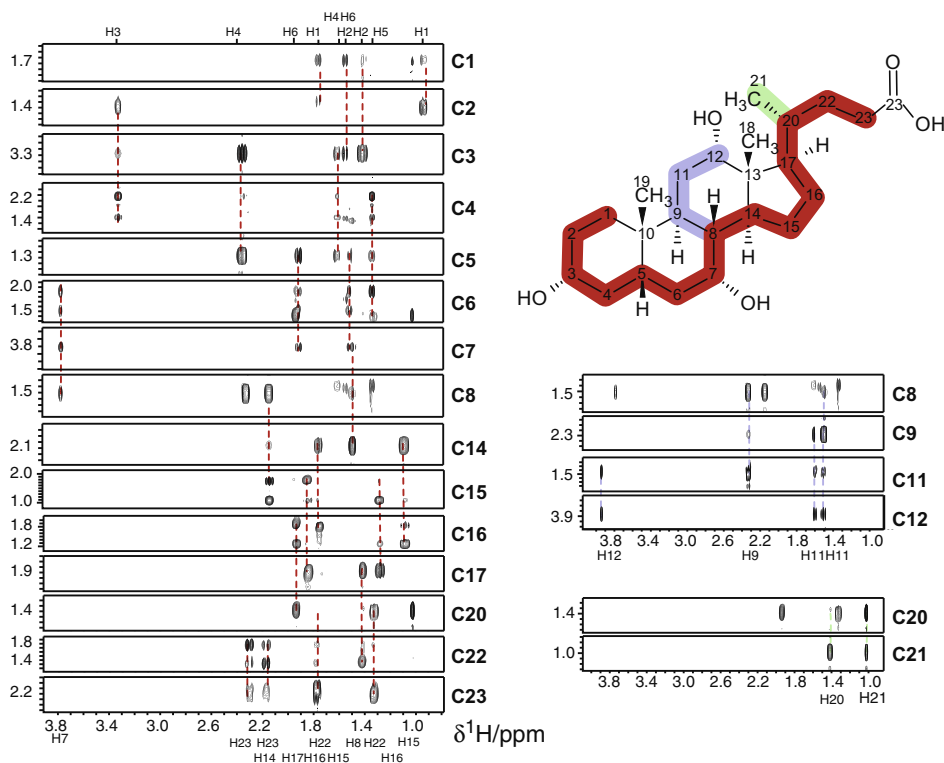 H4 H6
H3 H4 H6 H1 H2 H2 H5 H1
1.7 C1
1.4 C2
3.3 C3
2.2
1.4 C4
1.3 C5
2.0
1.5 C6
3.8 C7
1.5 C8
2.1 C14
2.0
1.0 C15
1.8
1.2 C16
1.9 C17
1.4 C20
1.8
1.4 C22
2.2 C23
3.8 3.0 2.6 2.2 1.8 1.4 1.0
δ¹H/ppm
H7 H23 H23 H22 H8 H22 H15
H14 H17 H16 H15 H16
21
H₃C
20
22
23
O
23
OH
HO
18
CH₃
12
11
13
17
H
16
19
CH₃
H
1
9
14
15
2
10
8
H
H
3
5
7
HO
4
6
OH
H
1.5 C8
2.3 C9
1.5 C11
3.9 C12
3.8 3.0 2.6 2.2 1.8 1.4 1.0
H12 H9 H11 H11
1.4 C20
1.0 C21
3.8 3.0 2.6 2.2 1.8 1.4 1.0
H20 H21